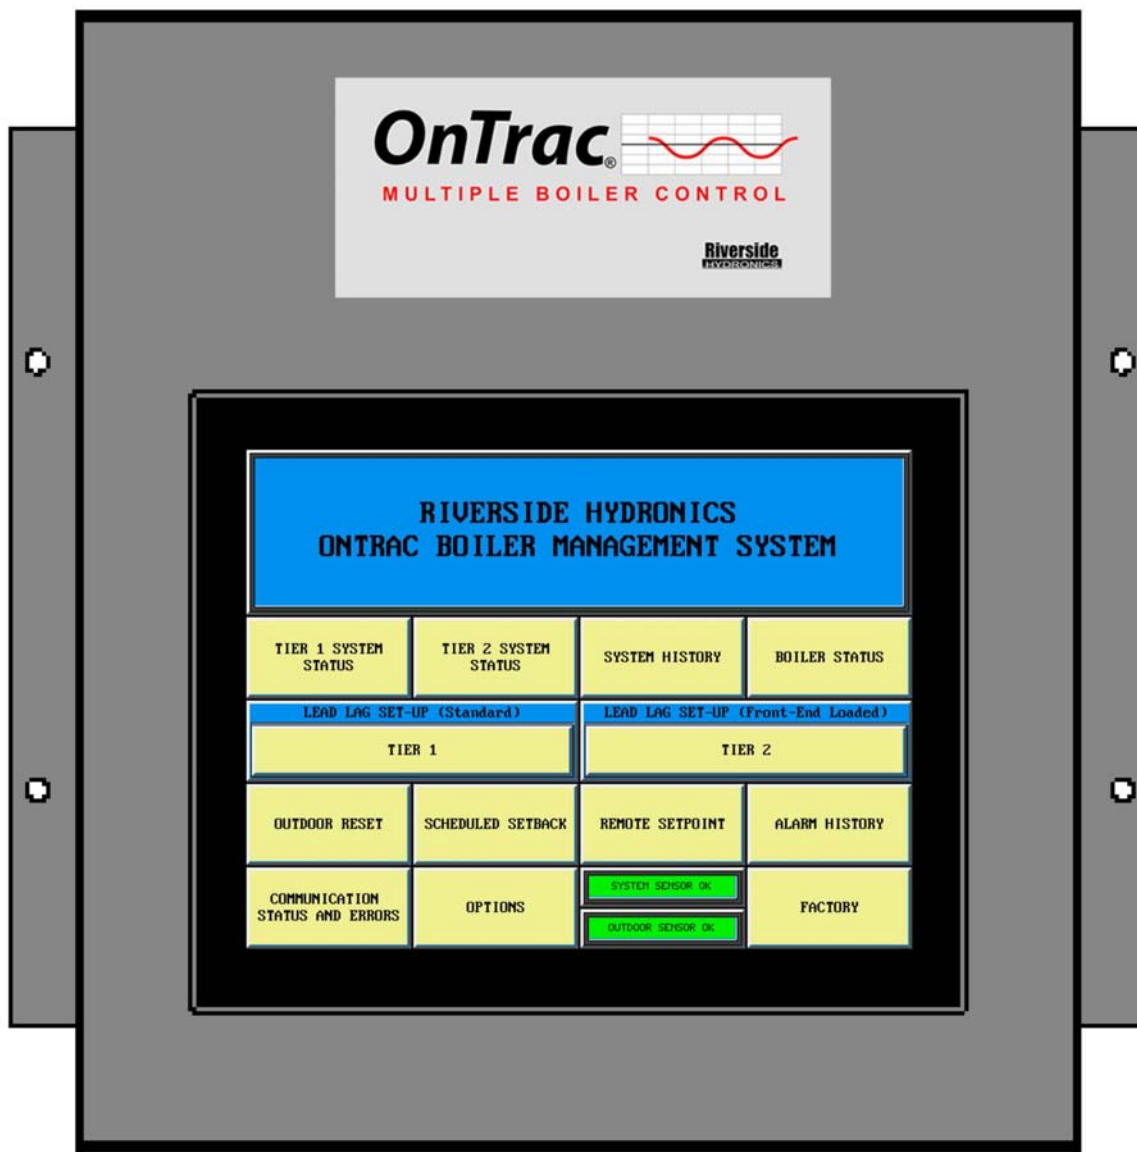 OnTrac®
MULTIPLE BOILER CONTROL
Riverside
HYDRONICS
RIVERSIDE HYDRONICS
ONTRAC BOILER MANAGEMENT SYSTEM
TIER 1 SYSTEM
STATUS
TIER 2 SYSTEM
STATUS
SYSTEM HISTORY
BOILER STATUS
LEAD LAG SET-UP (Standard)
TIER 1
LEAD LAG SET-UP (Front-End Loaded)
TIER 2
OUTDOOR RESET
SCHEDULED SETBACK
REMOTE SETPOINT
ALARM HISTORY
COMMUNICATION
STATUS AND ERRORS
OPTIONS
SYSTEM SENSOR OK
OUTDOOR SENSOR OK
FACTORY